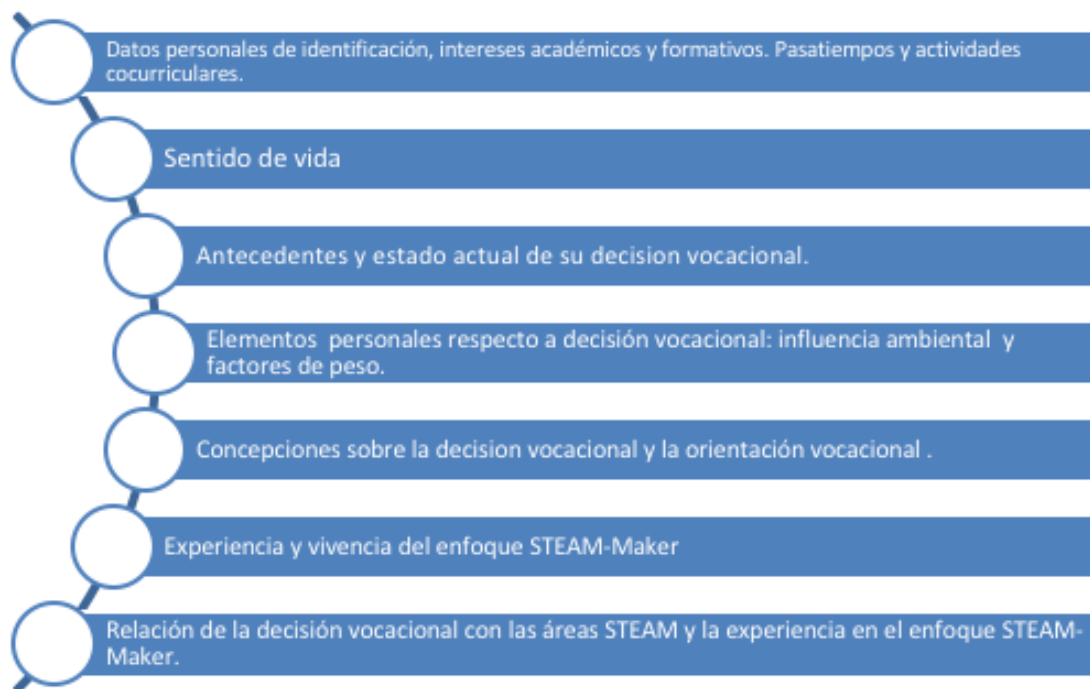 Datos personales de identificación, intereses académicos y formativos. Pasatiempos y actividades
cocurriculares.
Sentido de vida
Antecedentes y estado actual de su decision vocacional.
Elementos  personales respecto a decisión vocacional: influencia ambiental  y
factores de peso.
Concepciones sobre la decision vocacional y la orientación vocacional .
Experiencia y vivencia del enfoque STEAM-Maker
Relación de la decisión vocacional con las áreas STEAM y la experiencia en el enfoque STEAM-
Maker.